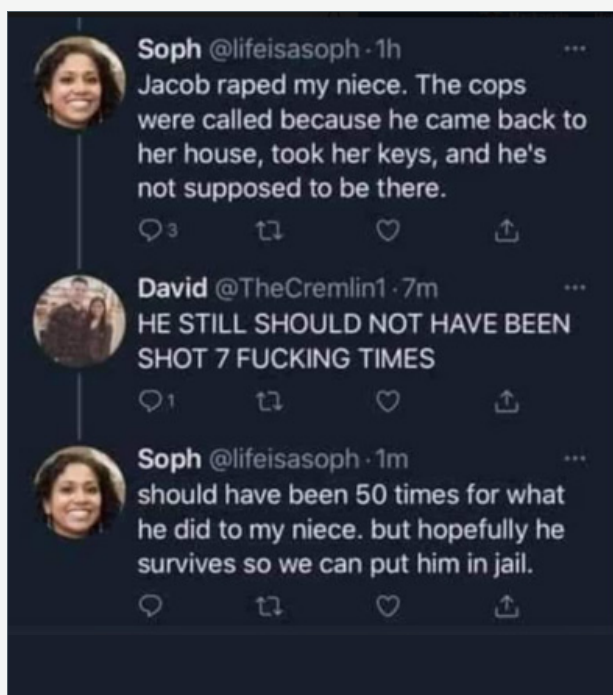 Soph @lifeisasoph · 1h
Jacob raped my niece. The cops
were called because he came back to
her house, took her keys, and he's
not supposed to be there.
3
David @TheCremlin1 · 7m
HE STILL SHOULD NOT HAVE BEEN
SHOT 7 FUCKING TIMES
1
Soph @lifeisasoph · 1m
should have been 50 times for what
he did to my niece. but hopefully he
survives so we can put him in jail.